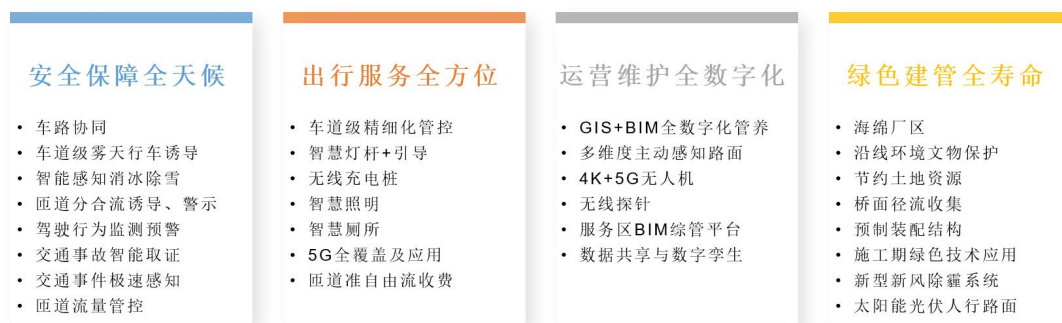 安全保障全天候
• 车路协同
• 车道级雾天行车诱导
• 智能感知消冰除雪
• 匝道分合流诱导、警示
• 驾驶行为监测预警
• 交通事故智能取证
• 交通事件极速感知
• 匝道流量管控
出行服务全方位
• 车道级精细化管控
• 智慧灯杆+引导
• 无线充电桩
• 智慧照明
• 智慧厕所
• 5G全覆盖及应用
• 匝道准自由流收费
运营维护全数字化
• GIS+BIM全数字化管养
• 多维度主动感知路面
• 4K+5G无人机
• 无线探针
• 服务区BIM综管平台
• 数据共享与数字孪生
绿色建管全寿命
• 海绵厂区
• 沿线环境文物保护
• 节约土地资源
• 桥面径流收集
• 预制装配结构
• 施工期绿色技术应用
• 新型新风除霾系统
• 太阳能光伏人行路面